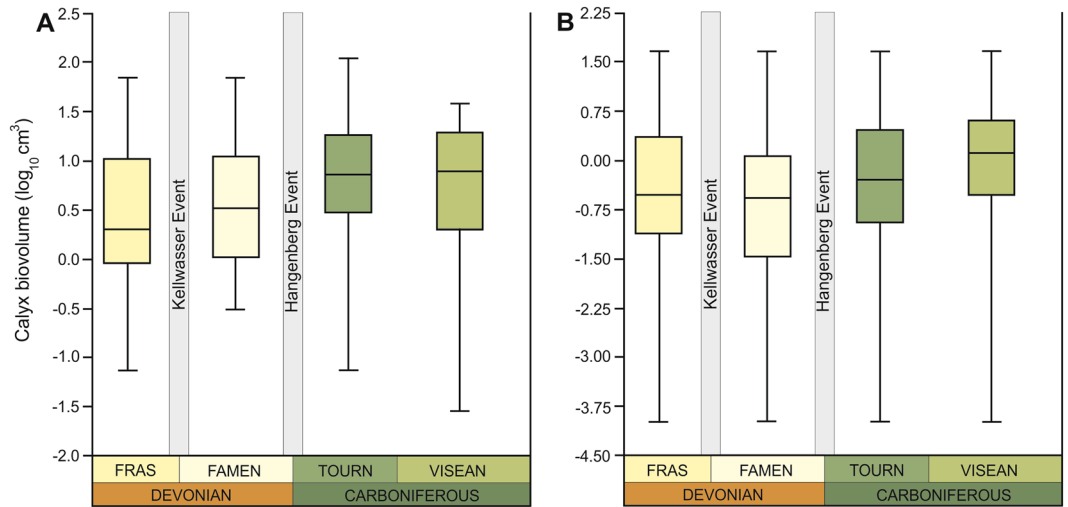 A
Calyx biovolume (log10 cm3)
2.5
2.0
1.5
1.0
0.5
0.0
-0.5
-1.0
-1.5
-2.0
Kellwasser Event
Hangenberg Event
FRAS FAMEN TOURN VISEAN
DEVONIAN CARBONIFEROUS
B
2.25
1.50
0.75
0.00
-0.75
-1.50
-2.25
-3.00
-3.75
-4.50
Kellwasser Event
Hangenberg Event
FRAS FAMEN TOURN VISEAN
DEVONIAN CARBONIFEROUS